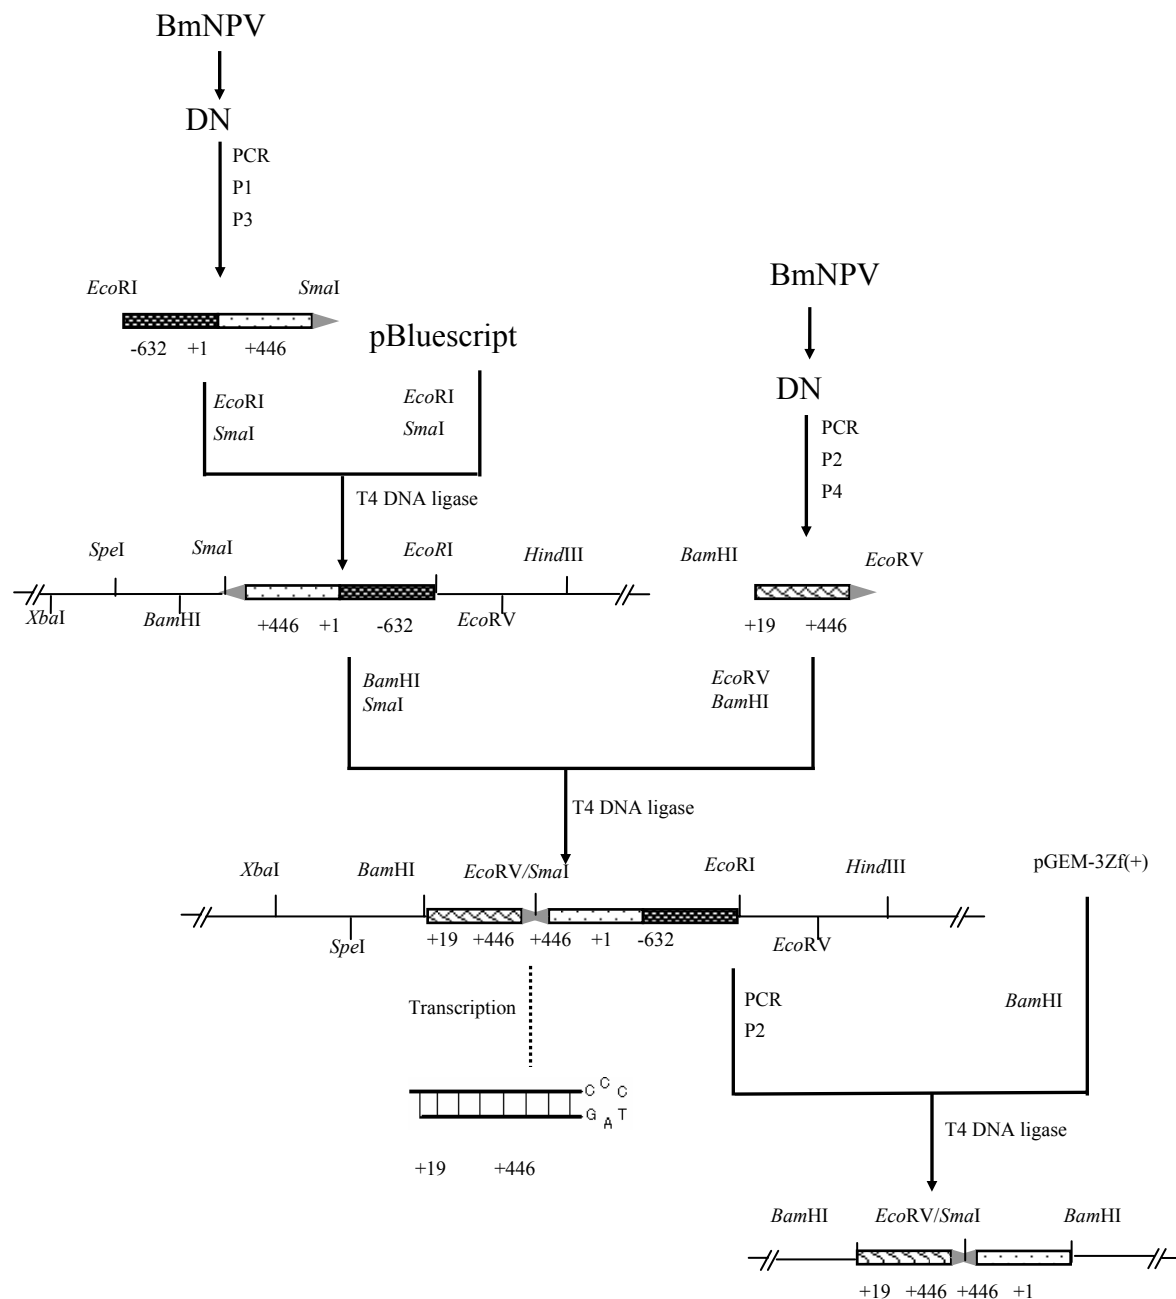 BmNPV
DN
PCR
P1
P3
EcoRI SmaI
-632 +1 +446
pBluescript
EcoRI
SmaI
EcoRI
SmaI
T4 DNA ligase
BmNPV
DN
PCR
P2
P4
BamHI EcoRV
+19 +446
SpeI SmaI EcoRI HindIII
XbaI BamHI EcoRV
+446 +1 -632
BamHI
SmaI
EcoRV
BamHI
T4 DNA ligase
XbaI BamHI EcoRV/SmaI EcoRI HindIII
SpeI EcoRV
+19 +446 +446 +1 -632
pGEM-3Zf(+)
Transcription
PCR
P2
BamHI
C C C
G A T
+19 +446
T4 DNA ligase
BamHI EcoRV/SmaI BamHI
+19 +446 +446 +1